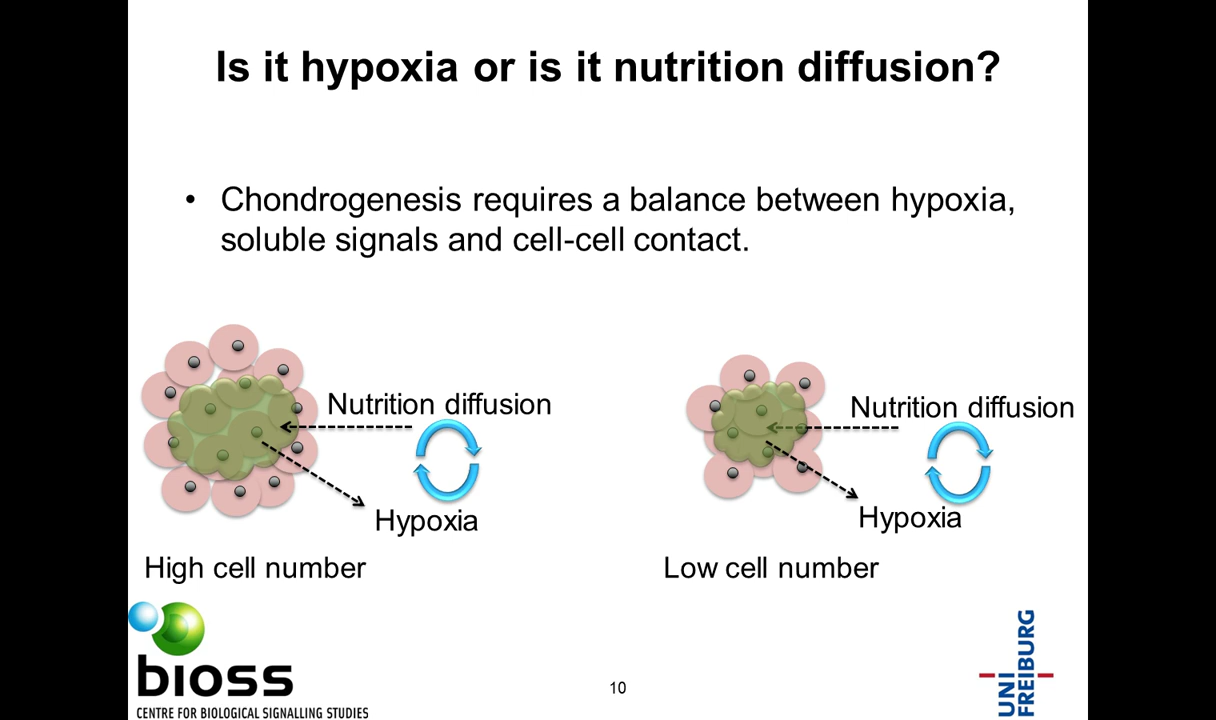 Is it hypoxia or is it nutrition diffusion?
• Chondrogenesis requires a balance between hypoxia,
soluble signals and cell-cell contact.
Nutrition diffusion
Hypoxia
High cell number
Nutrition diffusion
Hypoxia
Low cell number
bioss
CENTRE FOR BIOLOGICAL SIGNALLING STUDIES
10
UNI
FREIBURG